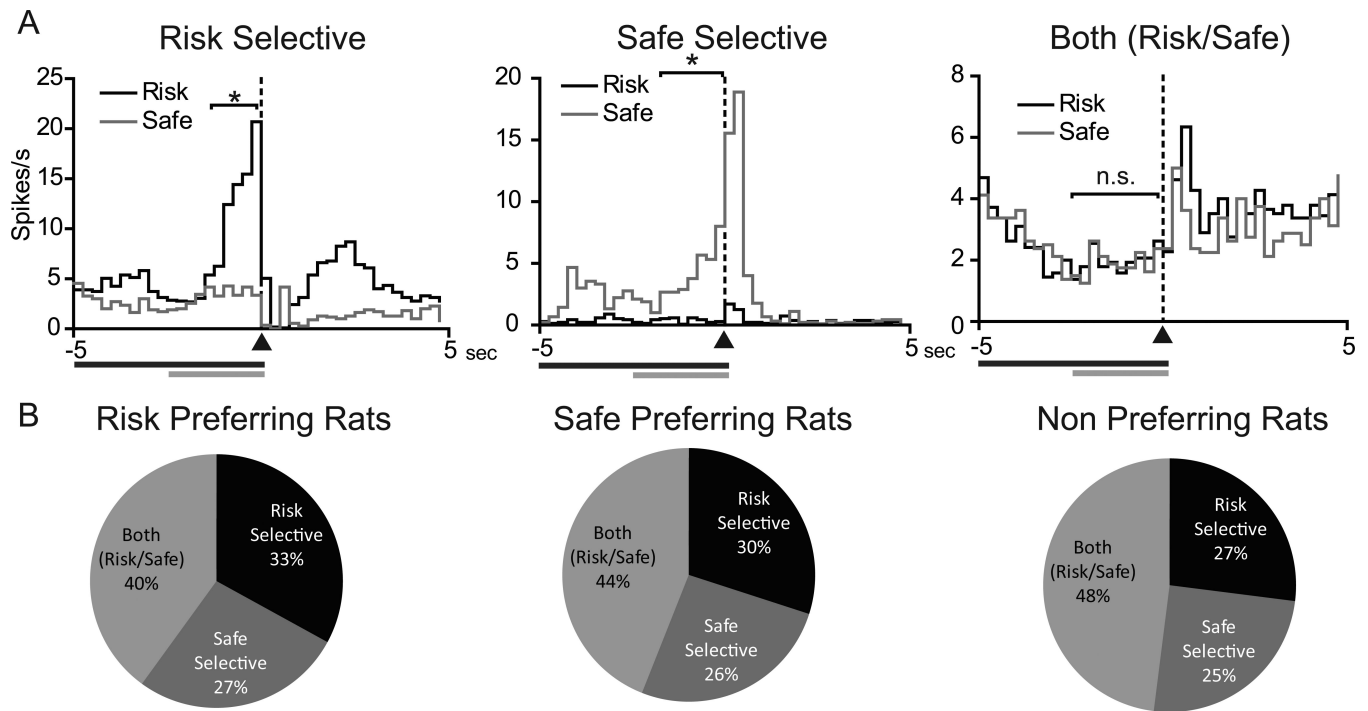 A
Risk Selective
Safe Selective
Both (Risk/Safe)
Spikes/s
25
20
15
10
5
0
-5
5
sec
Risk
Safe
*
20
15
10
5
0
-5
5
sec
Risk
Safe
*
8
6
4
2
0
-5
5
Risk
Safe
n.s.
B
Risk Preferring Rats
Safe Preferring Rats
Non Preferring Rats
Risk
Selective
33%
Both
(Risk/Safe)
40%
Safe
Selective
27%
Risk
Selective
30%
Both
(Risk/Safe)
44%
Safe
Selective
26%
Risk
Selective
27%
Both
(Risk/Safe)
48%
Safe
Selective
25%